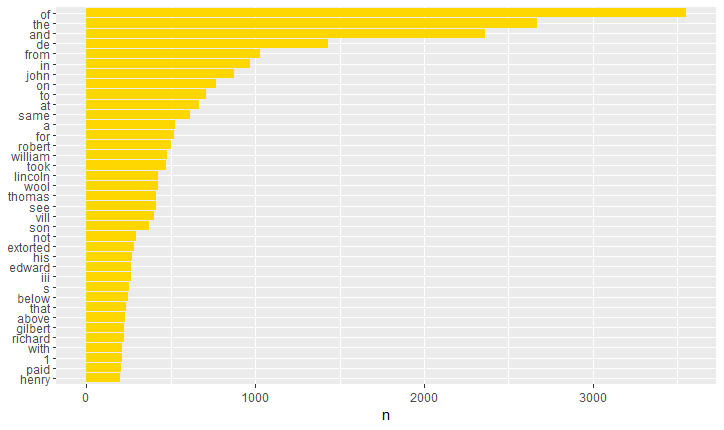 of
the
and
de
from
in
john
on
to
at
same
a
for
robert
william
took
lincoln
wool
thomas
see
vill
son
not
extorted
his
edward
iii
s
below
that
above
gilbert
richard
with
1
paid
henry
0 1000 2000 3000
n